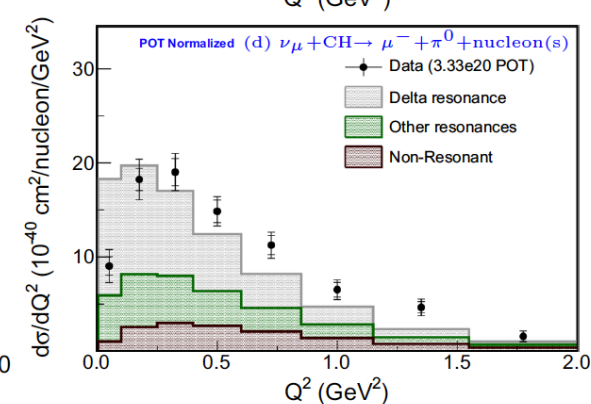 Q² (GeV²)
POT Normalized (d) νμ+CH→ μ⁻+π⁰+nucleon(s)
Data (3.33e20 POT)
Delta resonance
Other resonances
Non-Resonant
dσ/dQ² (10⁻⁴⁰ cm²/nucleon/GeV²)
30
20
10
0
0.0 0.5 1.0 1.5 2.0
Q² (GeV²)